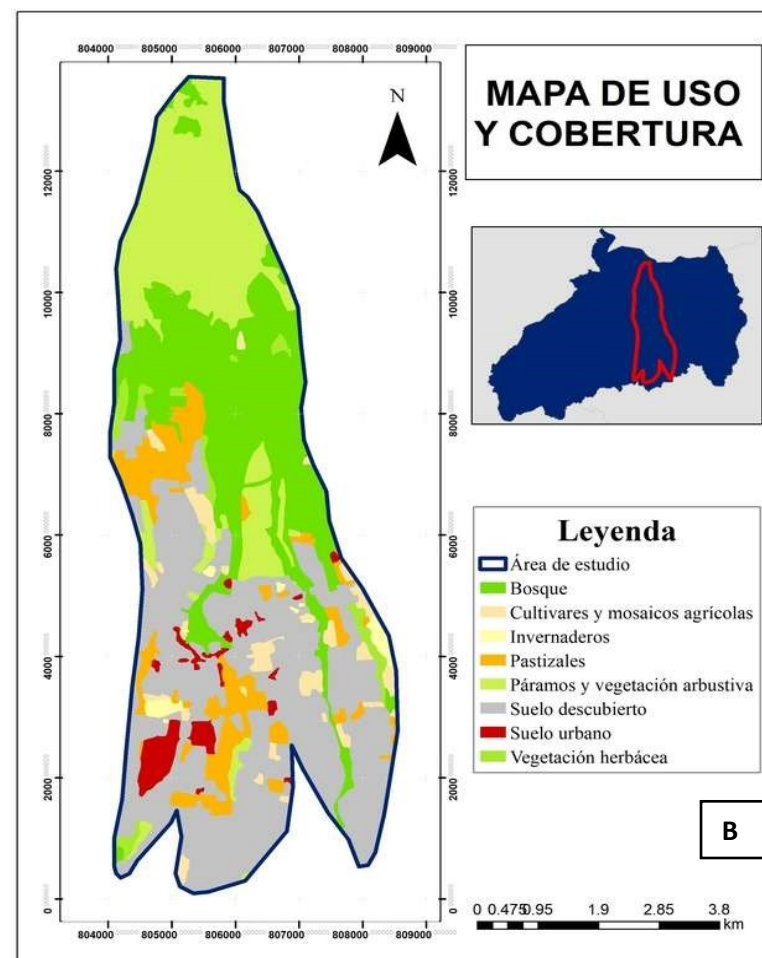 804000 805000 806000 807000 808000 809000
MAPA DE USO
Y COBERTURA
N
12000
10000
8000
6000
4000
2000
0
Leyenda
Área de estudio
Bosque
Cultivares y mosaicos agrícolas
Invernaderos
Pastizales
Páramos y vegetación arbustiva
Suelo descubierto
Suelo urbano
Vegetación herbácea
B
12000
10000
8000
6000
4000
2000
0
804000 805000 806000 807000 808000 809000
0 0.475 0.95 1.9 2.85 3.8
km